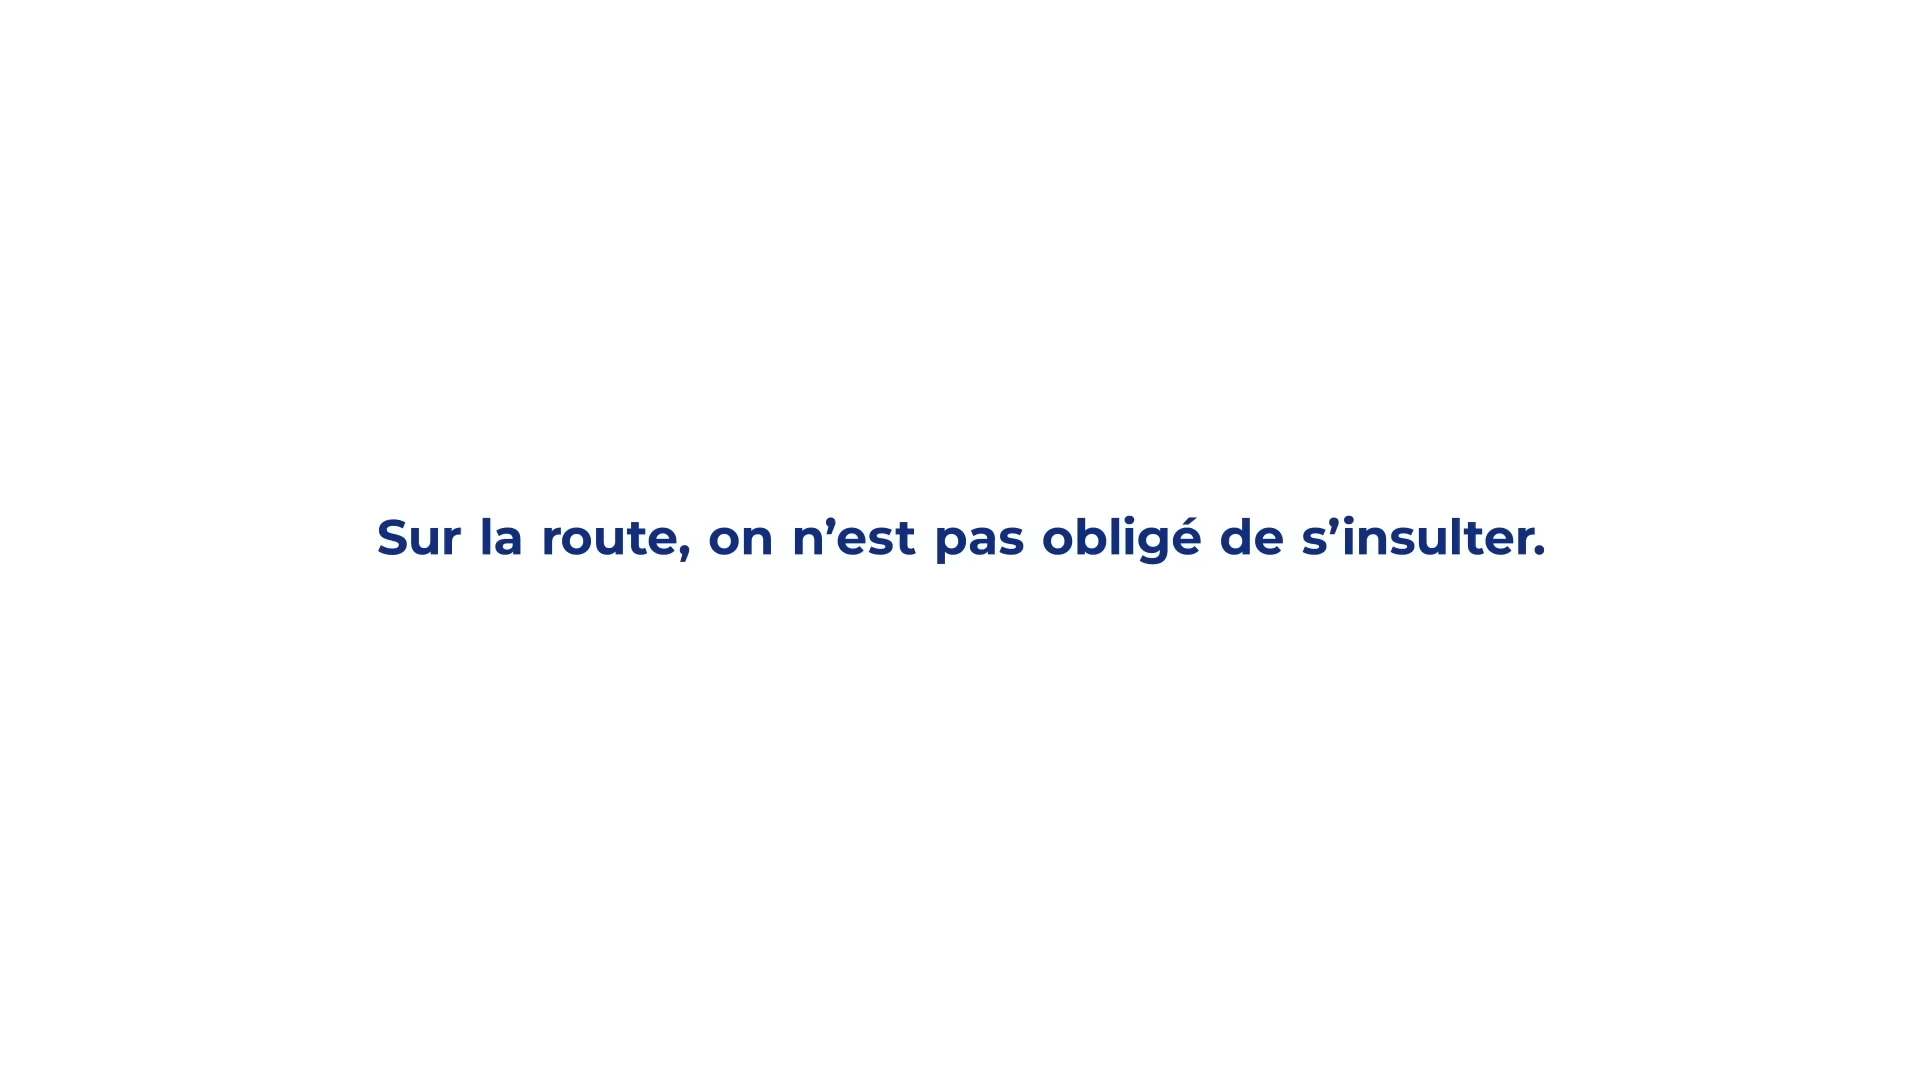 Sur la route, on n’est pas obligé de s’insulter.